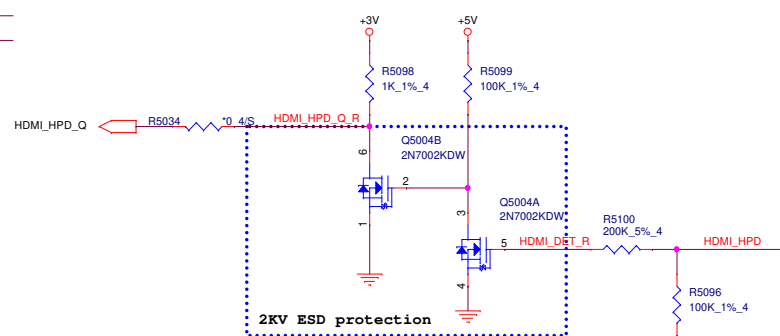 +3V
+5V
R5098
1K_1%_4
R5099
100K_1%_4
HDMI_HPD_Q
R5034
*0_4/S
HDMI_HPD_Q_R
Q5004B
2N7002KDW
6
2
1
Q5004A
2N7002KDW
3
5
4
HDMI_DET_R
R5100
200K_5%_4
HDMI_HPD
R5096
100K_1%_4
2KV ESD protection